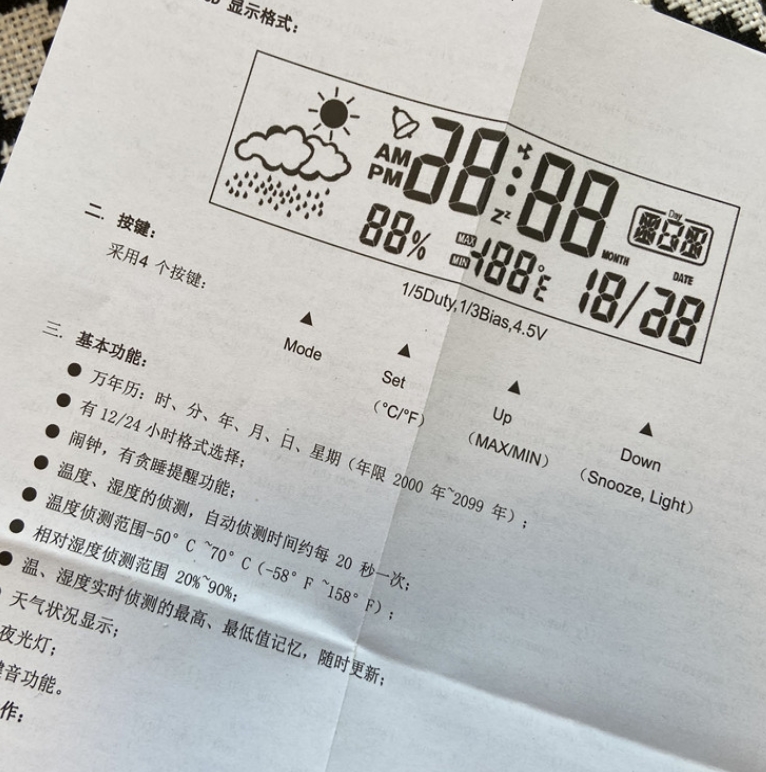 显示格式：
AM
PM
88:88
Zz
Day
88%
MAX
MIN
-188°
MONTH
DATE
18/38
1/5Duty,1/3Bias,4.5V
二. 按键：
采用4 个按键：
▲ ▲ ▲ ▲
Mode Set Up Down
(°C/°F) (MAX/MIN) (Snooze, Light)
三. 基本功能：
● 万年历：时、分、年、月、日、星期（年限 2000 年~2099 年）；
● 有 12/24 小时格式选择；
● 闹钟，有贪睡提醒功能；
● 温度、湿度的侦测，自动侦测时间约每 20 秒一次；
● 温度侦测范围-50° C ~70° C（-58° F ~158° F）；
● 相对湿度侦测范围 20%~90%；
● 温、湿度实时侦测的最高、最低值记忆，随时更新；
天气状况显示；
夜光灯；
音功能。
作：